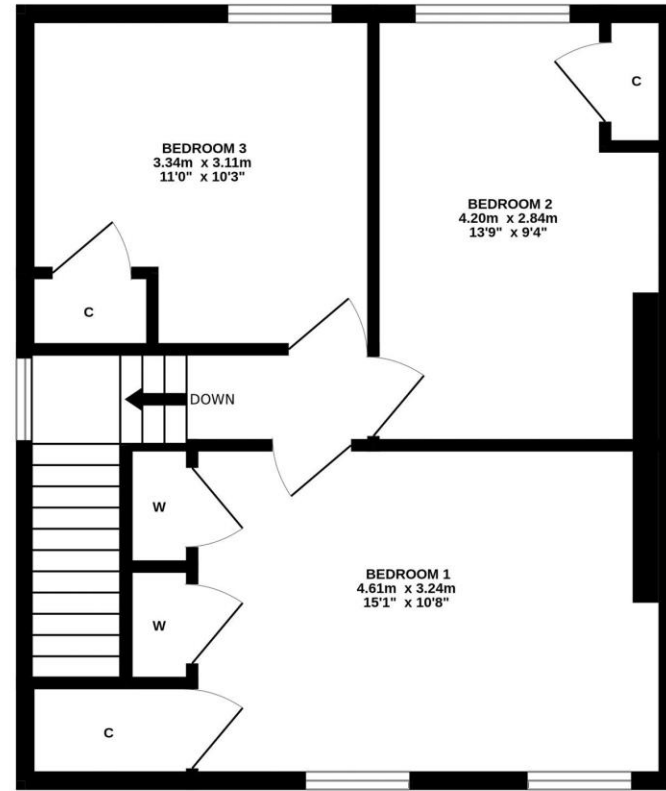 BEDROOM 3
3.34m x 3.11m
11'0" x 10'3"
C
BEDROOM 2
4.20m x 2.84m
13'9" x 9'4"
C
DOWN
W
BEDROOM 1
4.61m x 3.24m
15'1" x 10'8"
W
C